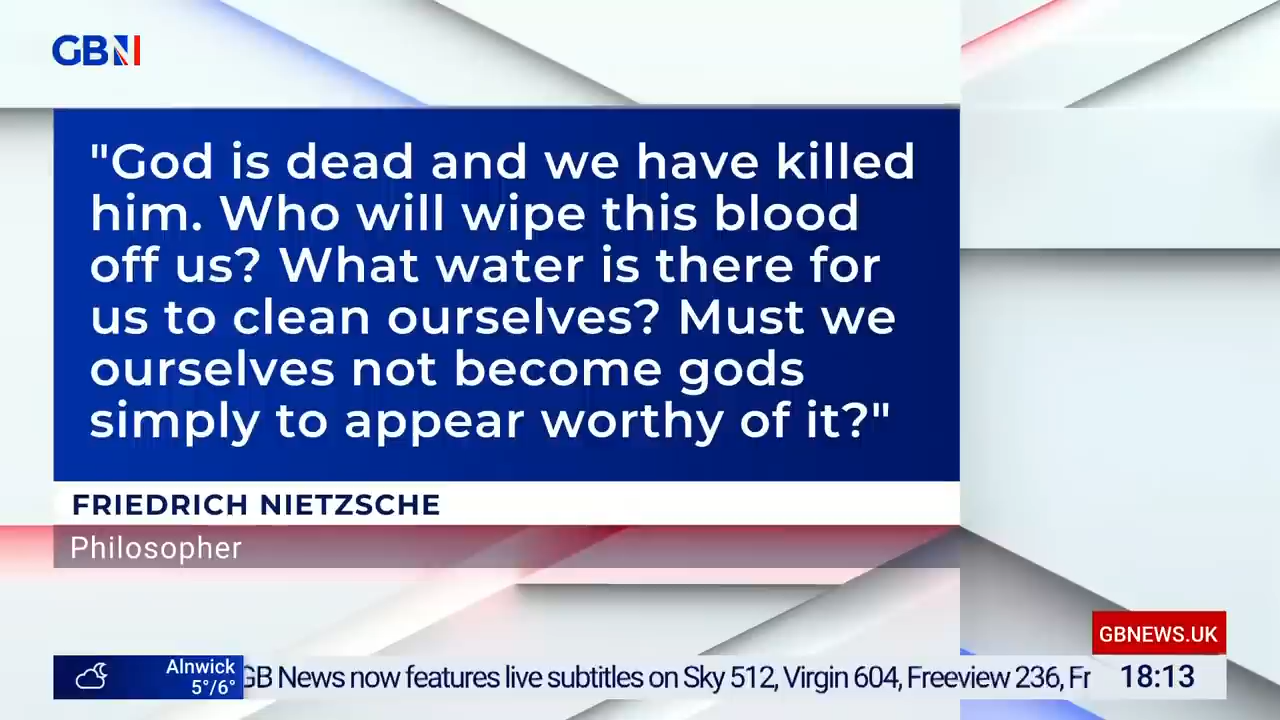 GBN
"God is dead and we have killed
him. Who will wipe this blood
off us? What water is there for
us to clean ourselves? Must we
ourselves not become gods
simply to appear worthy of it?"
FRIEDRICH NIETZSCHE
Philosopher
GBNEWS.UK
Alnwick
5°/6°
GB News now features live subtitles on Sky 512, Virgin 604, Freeview 236, Fr
18:13